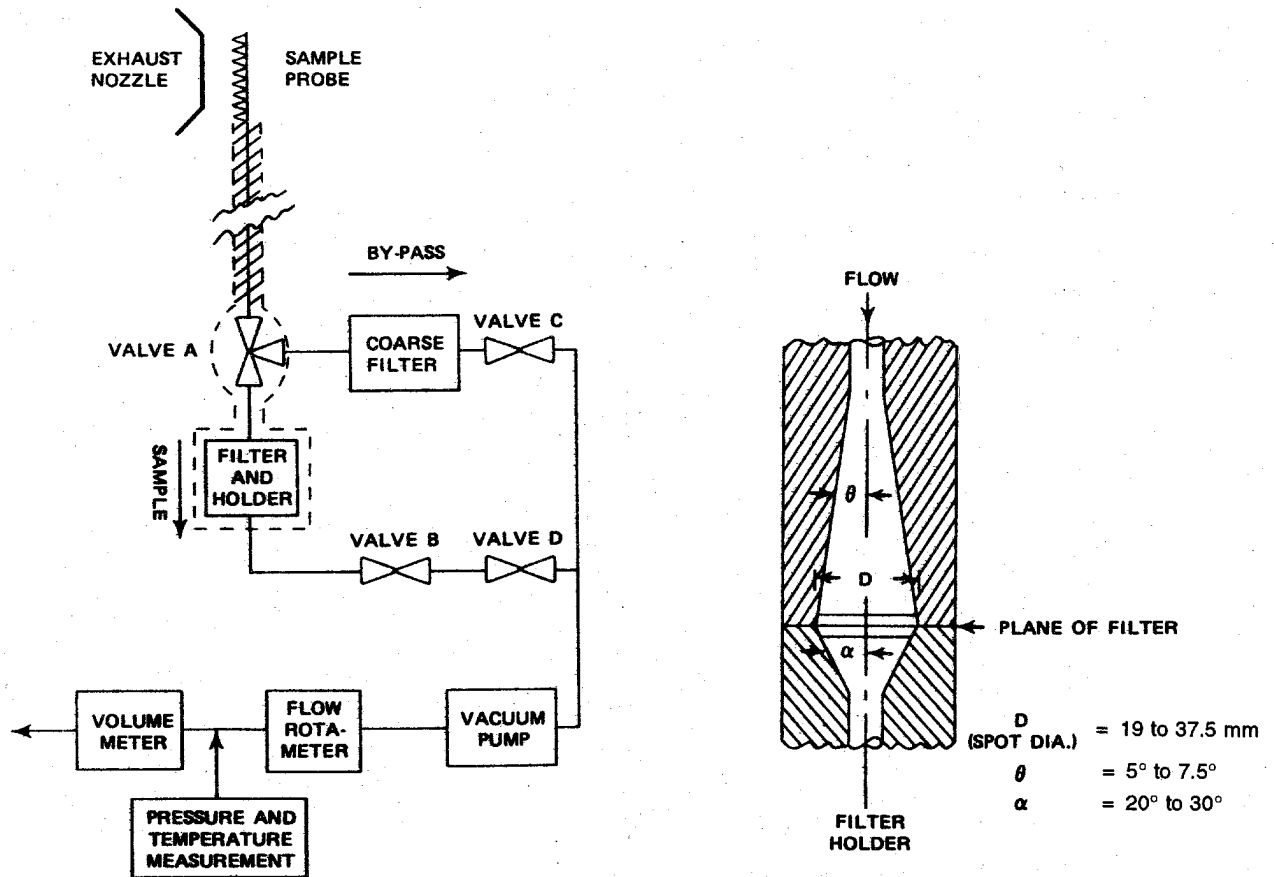 EXHAUST
NOZZLE
SAMPLE
PROBE
BY-PASS
VALVE A
COARSE
FILTER
VALVE C
SAMPLE
FILTER
AND
HOLDER
VALVE B
VALVE D
VOLUME
METER
FLOW
ROTA-
METER
VACUUM
PUMP
PRESSURE AND
TEMPERATURE
MEASUREMENT
FLOW
θ
D
PLANE OF FILTER
α
FILTER
HOLDER
D
(SPOT DIA.) = 19 to 37.5 mm
θ = 5° to 7.5°
α = 20° to 30°